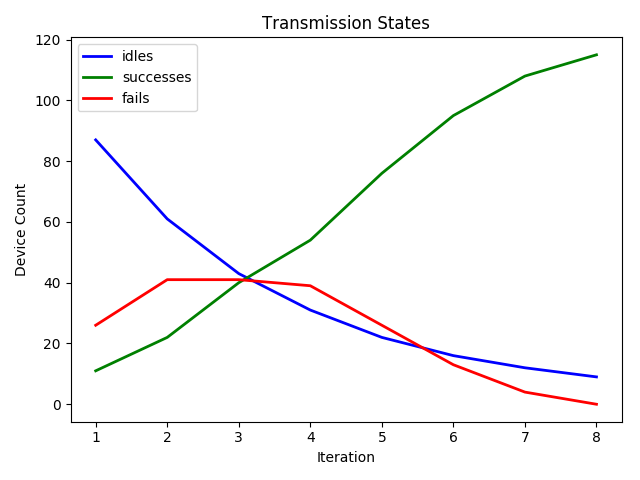 Transmission States
idles
successes
fails
Device Count
120
100
80
60
40
20
0
1 2 3 4 5 6 7 8
Iteration